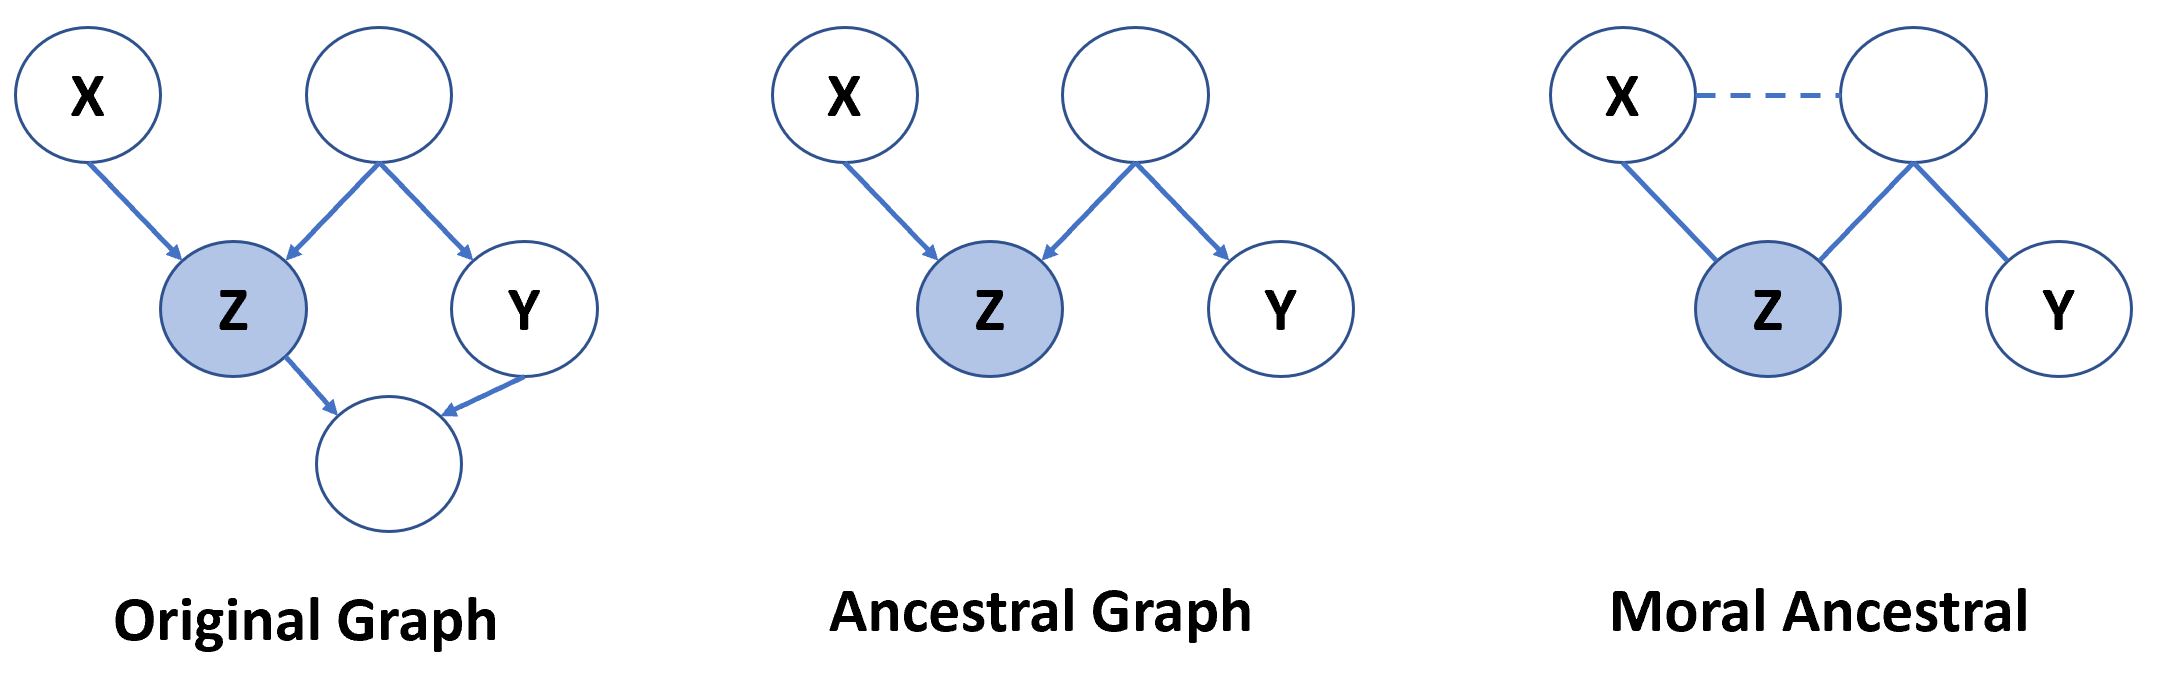 X
X
X
Z
Y
Z
Y
Z
Y
Original Graph
Ancestral Graph
Moral Ancestral